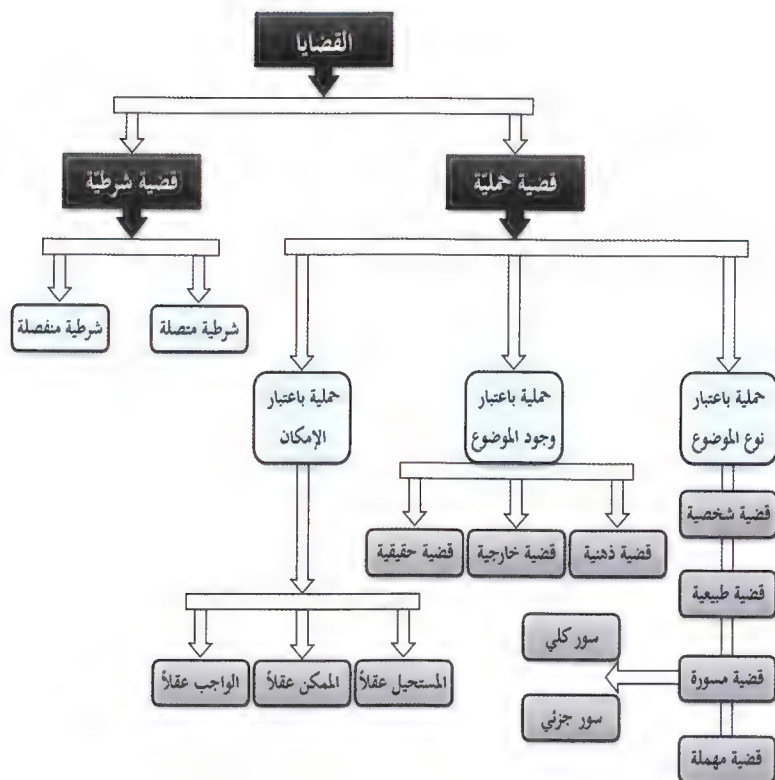 القضايا
قضية حمليّة
قضية شرطيّة
شرطية متصلة
شرطية منفصلة
حملية باعتبار
نوع الموضوع
حملية باعتبار
وجود الموضوع
حملية باعتبار
الإمكان
قضية شخصية
قضية طبيعية
قضية مسورة
سور كلي
سور جزئي
قضية مهملة
قضية ذهنية
قضية خارجية
قضية حقيقية
المستحيل عقلاً
الممكن عقلاً
الواجب عقلاً